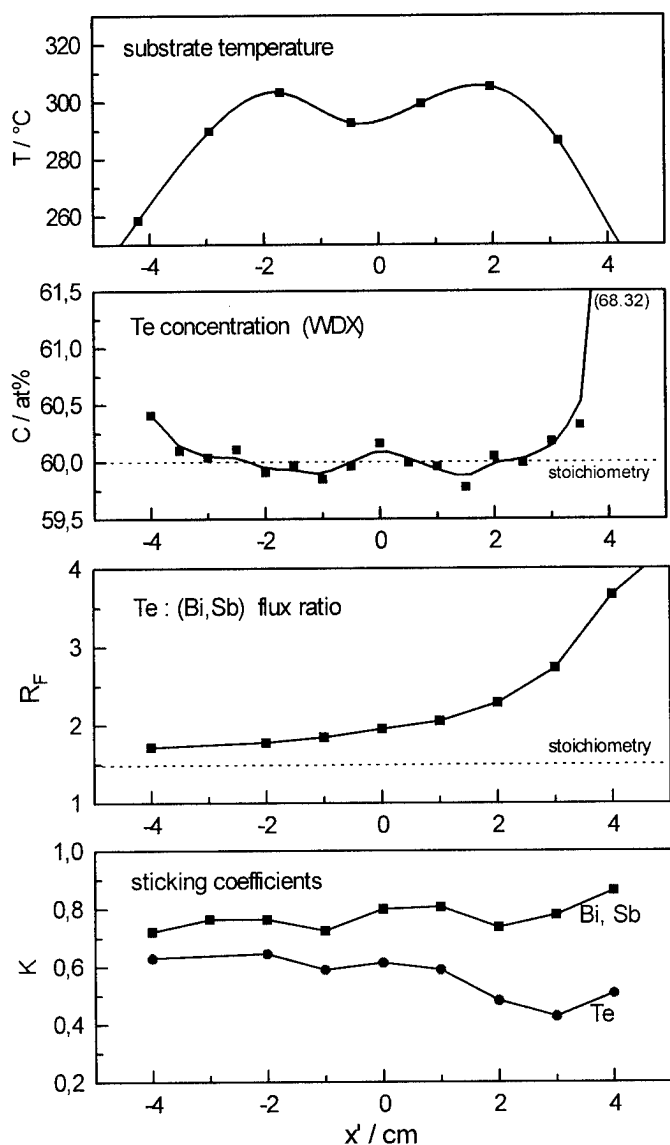 substrate temperature
T / °C
320
300
280
260
-4 -2 0 2 4
Te concentration (WDX)
(68.32)
C / at%
61,5
61,0
60,5
60,0
59,5
stoichiometry
-4 -2 0 2 4
Te : (Bi,Sb) flux ratio
R_F
4
3
2
1
stoichiometry
-4 -2 0 2 4
sticking coefficients
K
1,0
0,8
0,6
0,4
0,2
Bi, Sb
Te
-4 -2 0 2 4
x' / cm